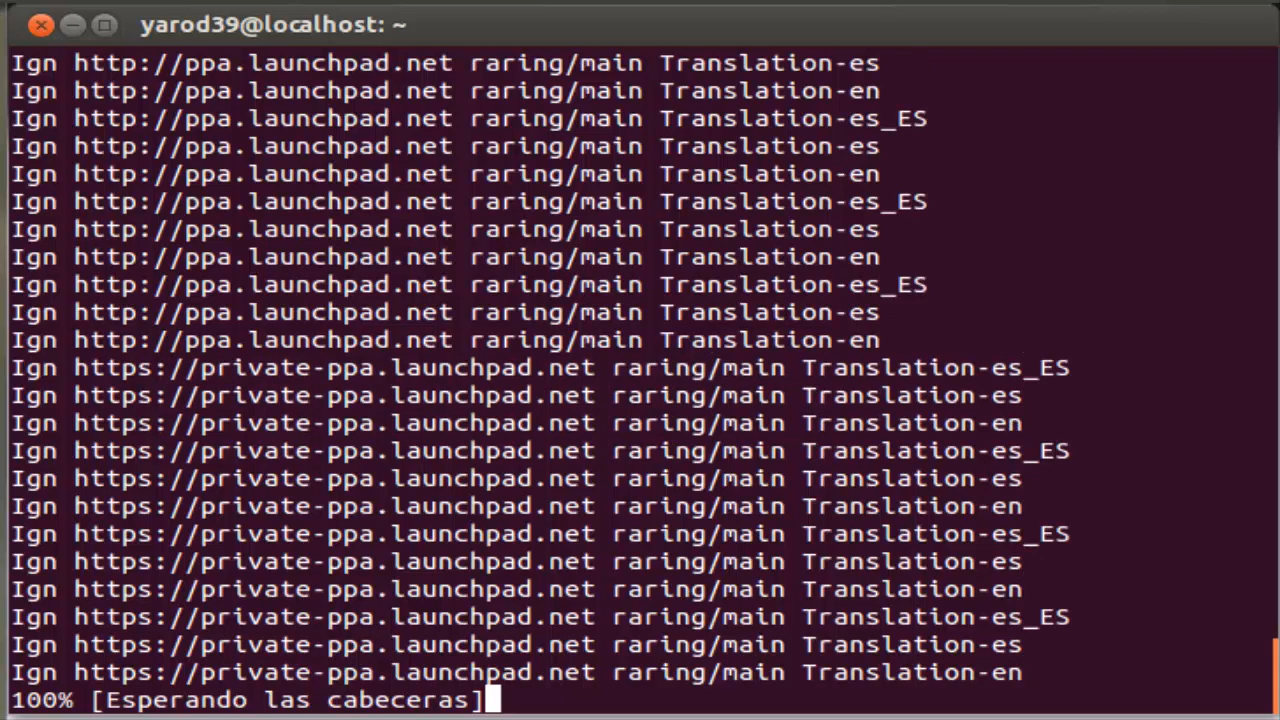 yarod39@localhost: ~
Ign http://ppa.launchpad.net raring/main Translation-es
Ign http://ppa.launchpad.net raring/main Translation-en
Ign http://ppa.launchpad.net raring/main Translation-es_ES
Ign http://ppa.launchpad.net raring/main Translation-es
Ign http://ppa.launchpad.net raring/main Translation-en
Ign http://ppa.launchpad.net raring/main Translation-es_ES
Ign http://ppa.launchpad.net raring/main Translation-es
Ign http://ppa.launchpad.net raring/main Translation-en
Ign http://ppa.launchpad.net raring/main Translation-es_ES
Ign http://ppa.launchpad.net raring/main Translation-es
Ign http://ppa.launchpad.net raring/main Translation-en
Ign https://private-ppa.launchpad.net raring/main Translation-es_ES
Ign https://private-ppa.launchpad.net raring/main Translation-es
Ign https://private-ppa.launchpad.net raring/main Translation-en
Ign https://private-ppa.launchpad.net raring/main Translation-es_ES
Ign https://private-ppa.launchpad.net raring/main Translation-es
Ign https://private-ppa.launchpad.net raring/main Translation-en
Ign https://private-ppa.launchpad.net raring/main Translation-es_ES
Ign https://private-ppa.launchpad.net raring/main Translation-es
Ign https://private-ppa.launchpad.net raring/main Translation-en
Ign https://private-ppa.launchpad.net raring/main Translation-es_ES
Ign https://private-ppa.launchpad.net raring/main Translation-es
Ign https://private-ppa.launchpad.net raring/main Translation-en
100% [Esperando las cabeceras]